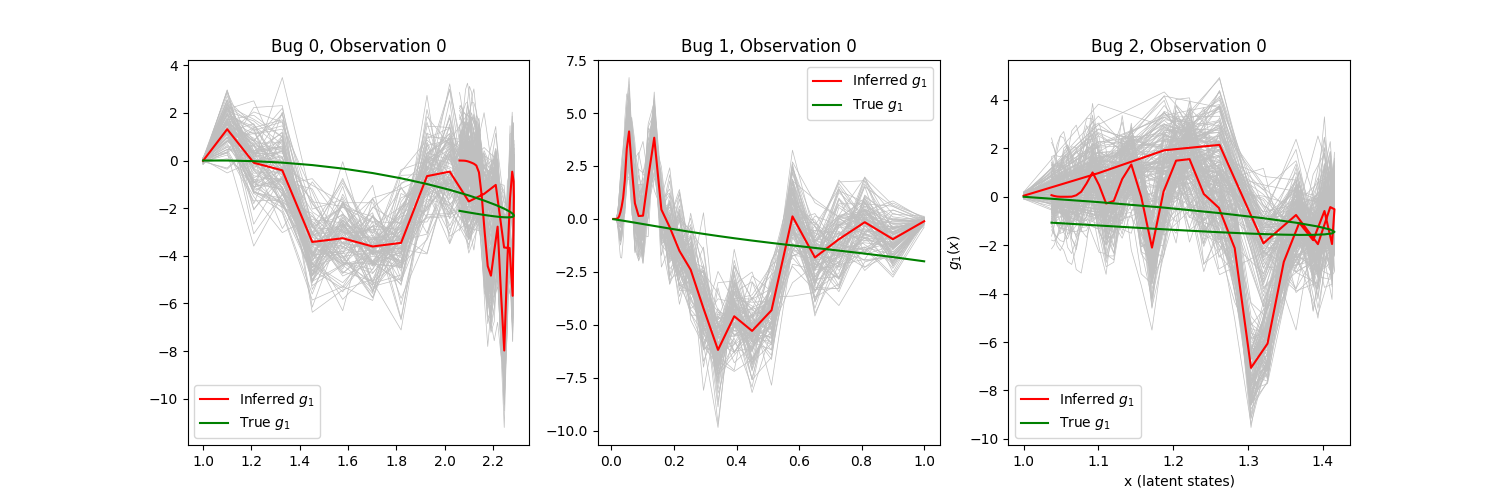 Bug 0, Observation 0
4
2
0
−2
−4
−6
−8
−10
Inferred g₁
True g₁
1.0 1.2 1.4 1.6 1.8 2.0 2.2
Bug 1, Observation 0
7.5
5.0
2.5
0.0
−2.5
−5.0
−7.5
−10.0
Inferred g₁
True g₁
0.0 0.2 0.4 0.6 0.8 1.0
Bug 2, Observation 0
g₁(x)
4
2
0
−2
−4
−6
−8
−10
Inferred g₁
True g₁
1.0 1.1 1.2 1.3 1.4
x (latent states)